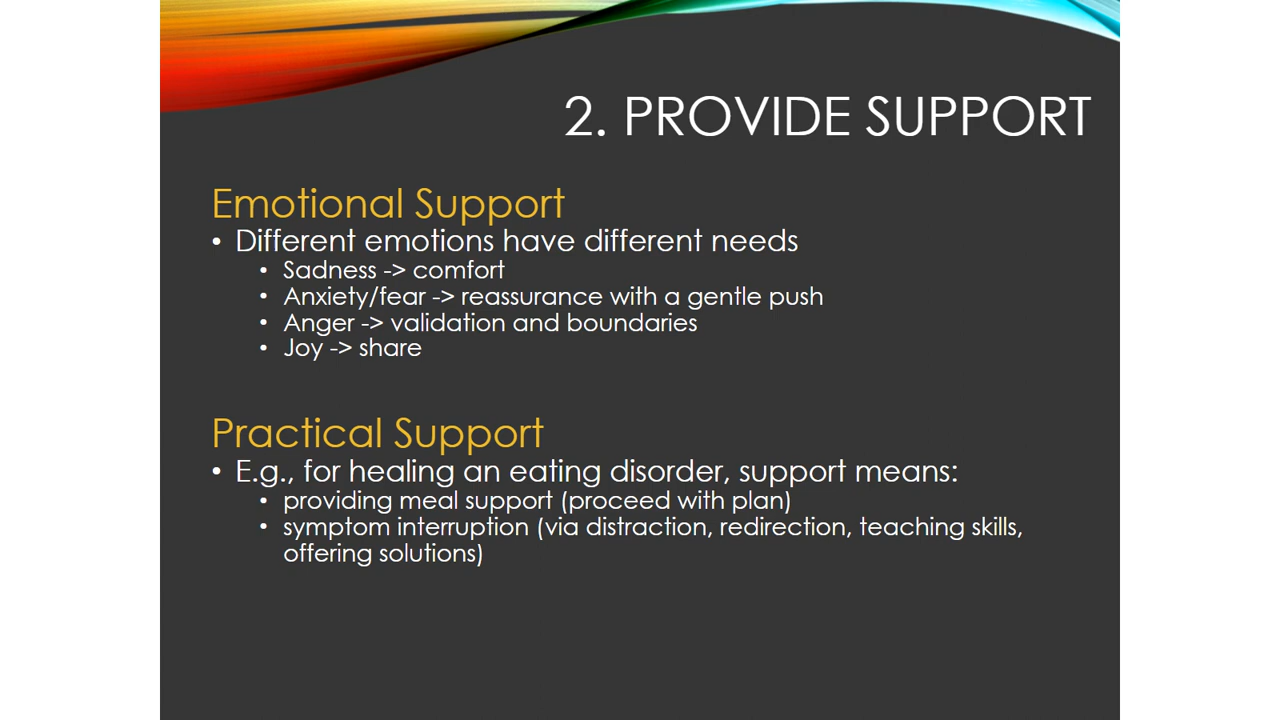 2. PROVIDE SUPPORT
Emotional Support
• Different emotions have different needs
• Sadness -> comfort
• Anxiety/fear -> reassurance with a gentle push
• Anger -> validation and boundaries
• Joy -> share
Practical Support
• E.g., for healing an eating disorder, support means:
• providing meal support (proceed with plan)
• symptom interruption (via distraction, redirection, teaching skills,
offering solutions)